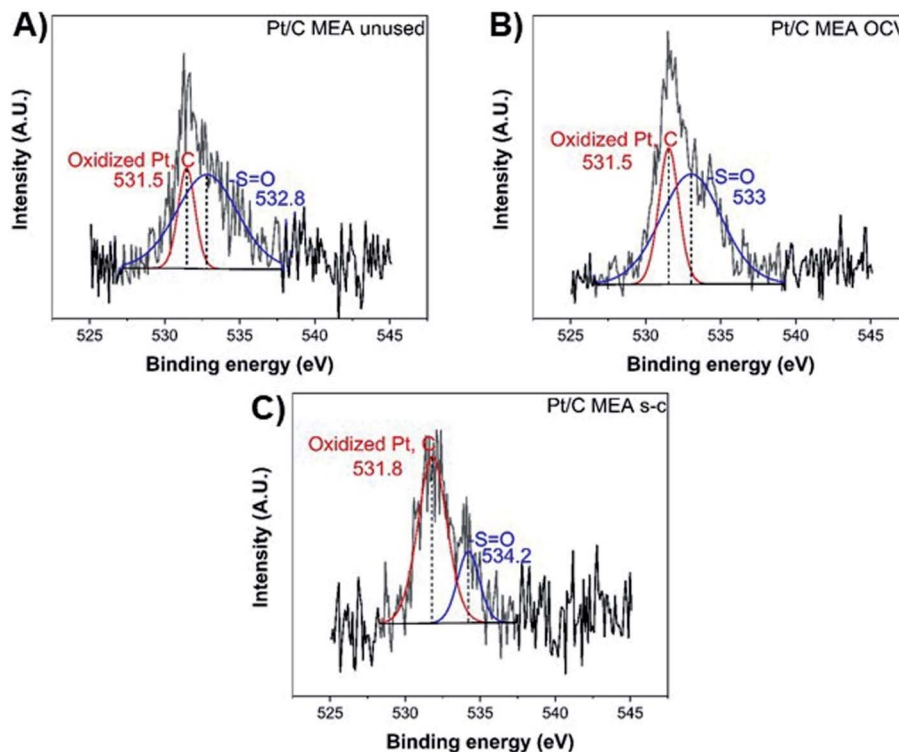 A)
Pt/C MEA unused
Intensity (A.U.)
Oxidized Pt, C
531.5
-S=O
532.8
525 530 535 540 545
Binding energy (eV)
B)
Pt/C MEA OCV
Intensity (A.U.)
Oxidized Pt, C
531.5
-S=O
533
525 530 535 540 545
Binding energy (eV)
C)
Pt/C MEA s-c
Intensity (A.U.)
Oxidized Pt, C
531.8
-S=O
534.2
525 530 535 540 545
Binding energy (eV)